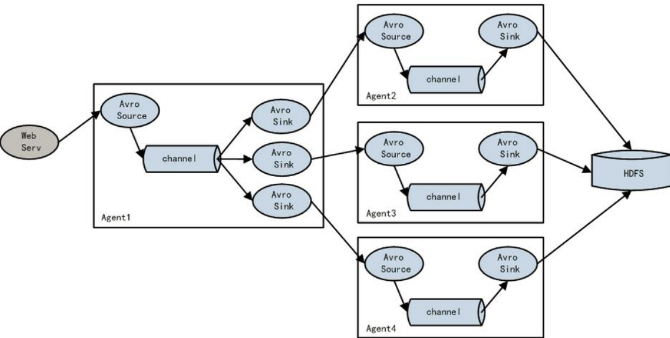 Web
Serv
Avro
Source
channel
Avro
Sink
Avro
Sink
Avro
Sink
Agent1
Avro
Source
channel
Avro
Sink
Agent2
Avro
Source
channel
Avro
Sink
Agent3
Avro
Source
channel
Avro
Sink
Agent4
HDFS